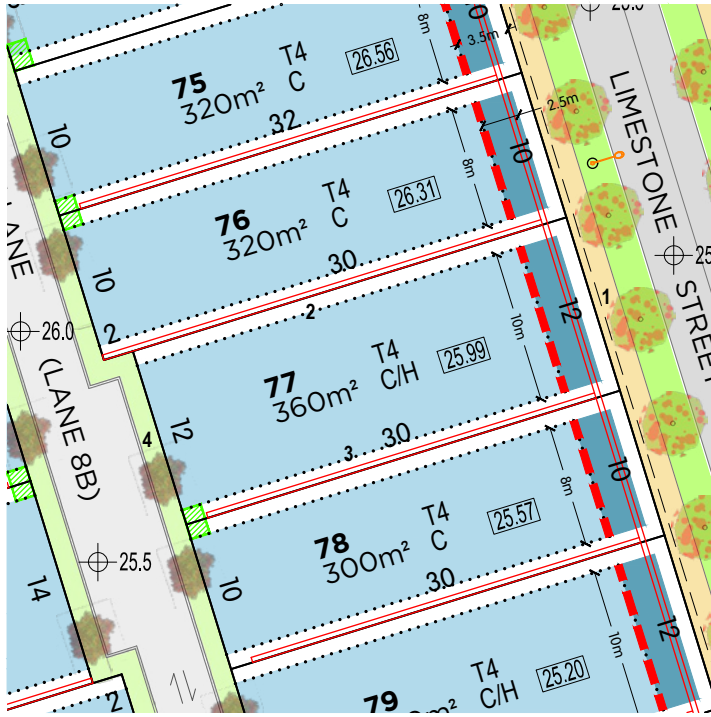 75
320m²
T4
C
26.56
8m
3.5m
10
32
2.5m
10
LIMESTONE
STREET
76
320m²
T4
C
26.31
8m
10
30
2
2
LANE
26.0
(LANE 8B)
77
360m²
T4
C/H
25.99
10m
12
1
12
4
30
3
78
300m²
T4
C
25.57
8m
10
10
30
25.5
14
2
79
T4
C/H
25.20
10m
12